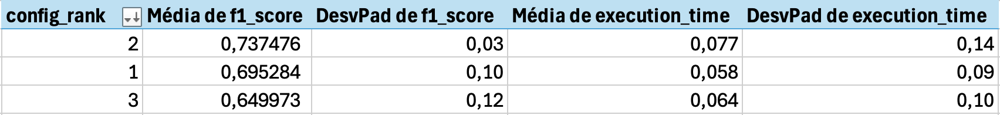 config_rank Média de f1_score DesvPad de f1_score Média de execution_time DesvPad de execution_time
2 0,737476 0,03 0,077 0,14
1 0,695284 0,10 0,058 0,09
3 0,649973 0,12 0,064 0,10